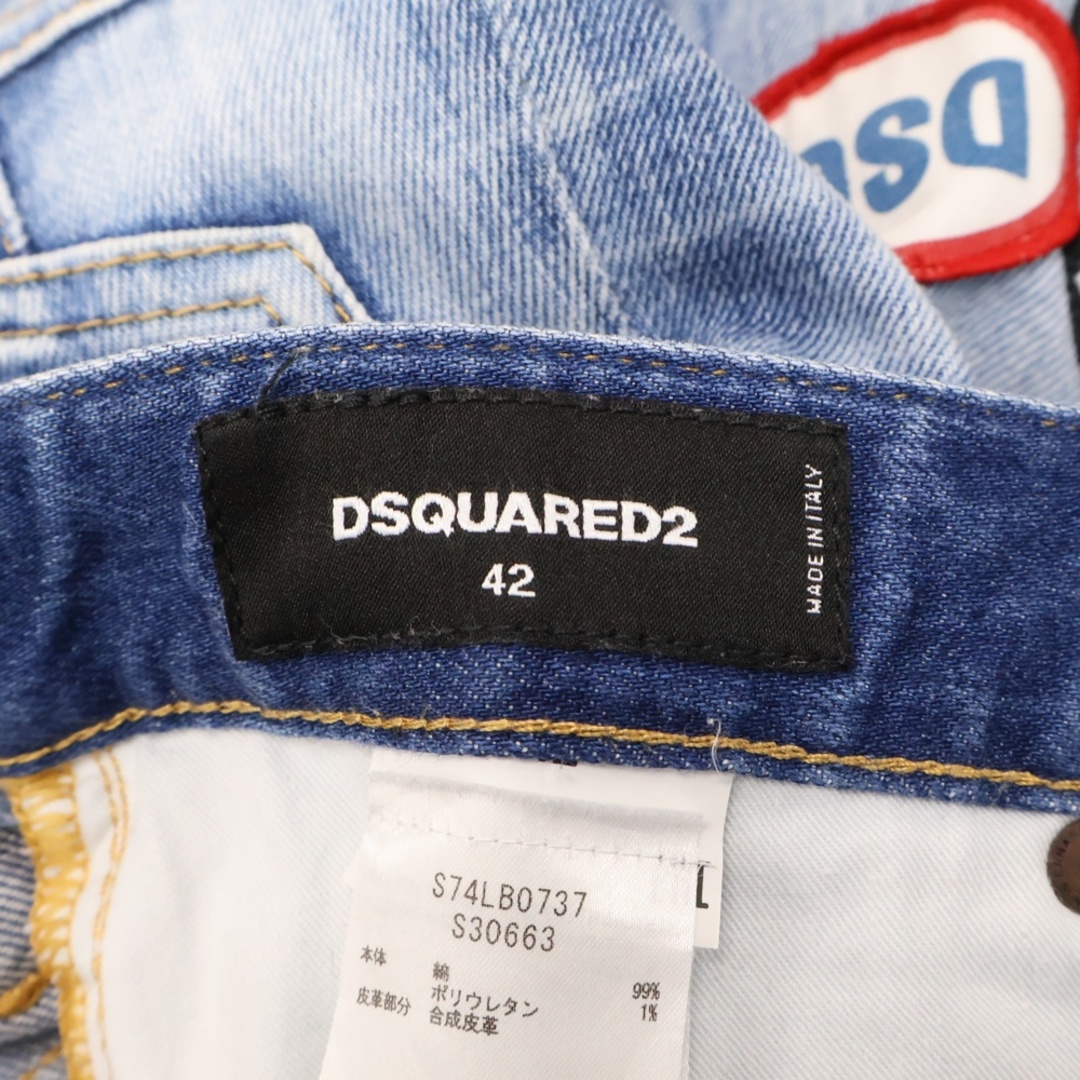 DSQ
DSQUARED2
42
MADE IN ITALY
S74LB0737
S30663
本体 綿 99%
ポリウレタン 1%
皮革部分 合成皮革